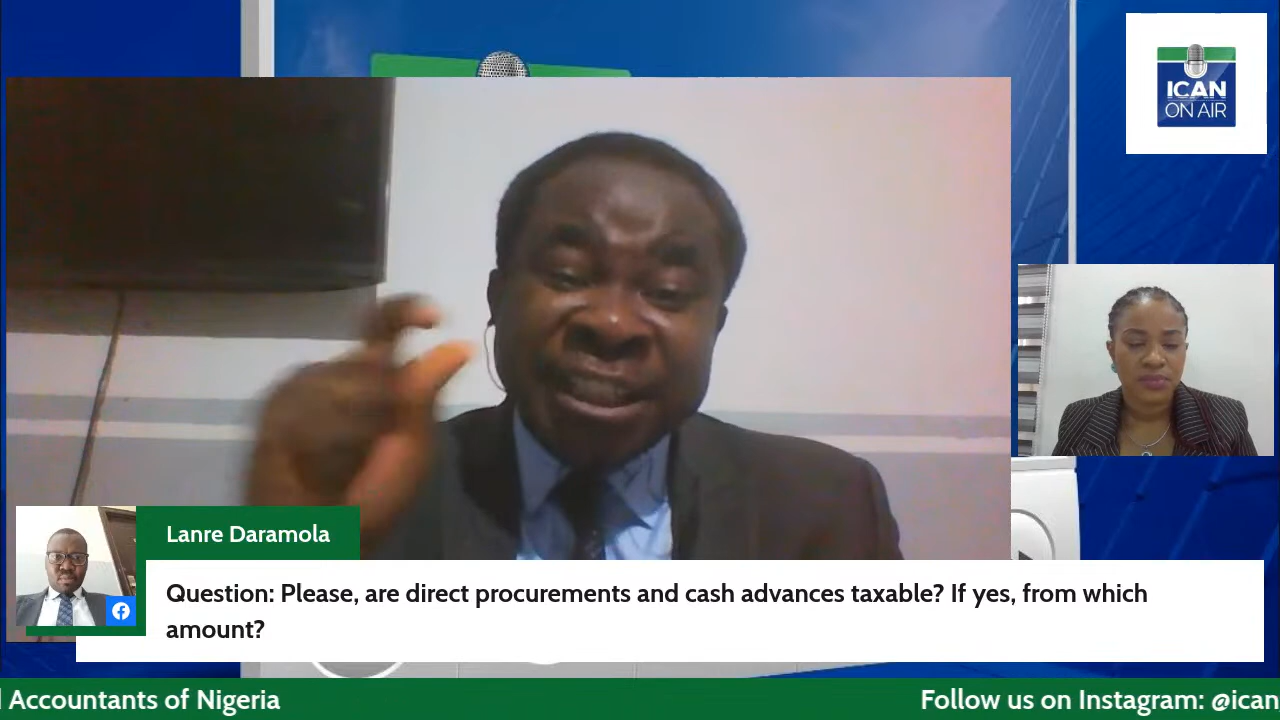 ICAN
ON AIR
Lanre Daramola
Question: Please, are direct procurements and cash advances taxable? If yes, from which
amount?
Accountants of Nigeria
Follow us on Instagram: @ican